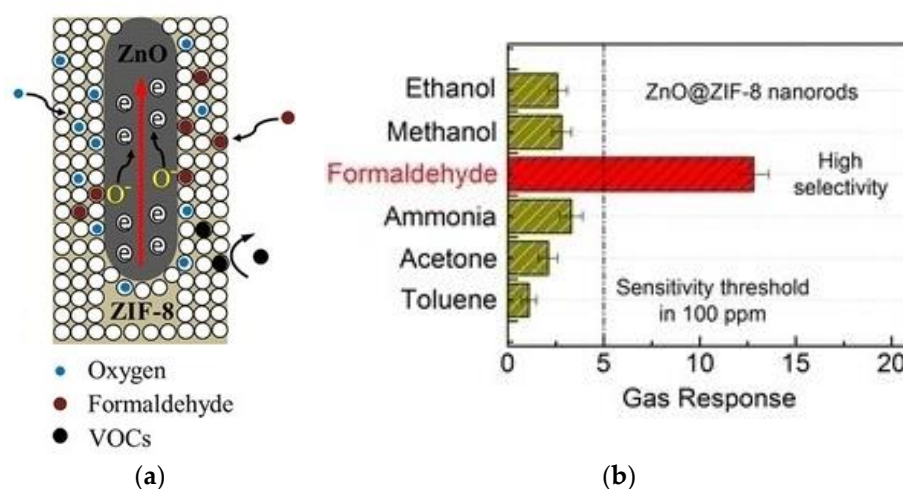 ZnO
e e
e e
O- O-
e e
e e
ZIF-8
Oxygen
Formaldehyde
VOCs
(a)
Ethanol
Methanol
Formaldehyde
Ammonia
Acetone
Toluene
ZnO@ZIF-8 nanorods
High
selectivity
Sensitivity threshold
in 100 ppm
0 5 10 15 20
Gas Response
(b)